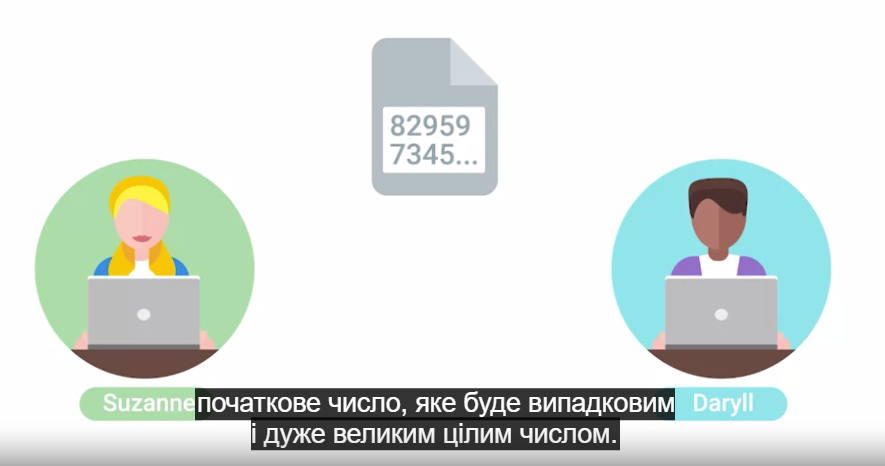 82959
7345...
Suzanne
Daryll
початкове число, яке буде випадковим
і дуже великим цілим числом.